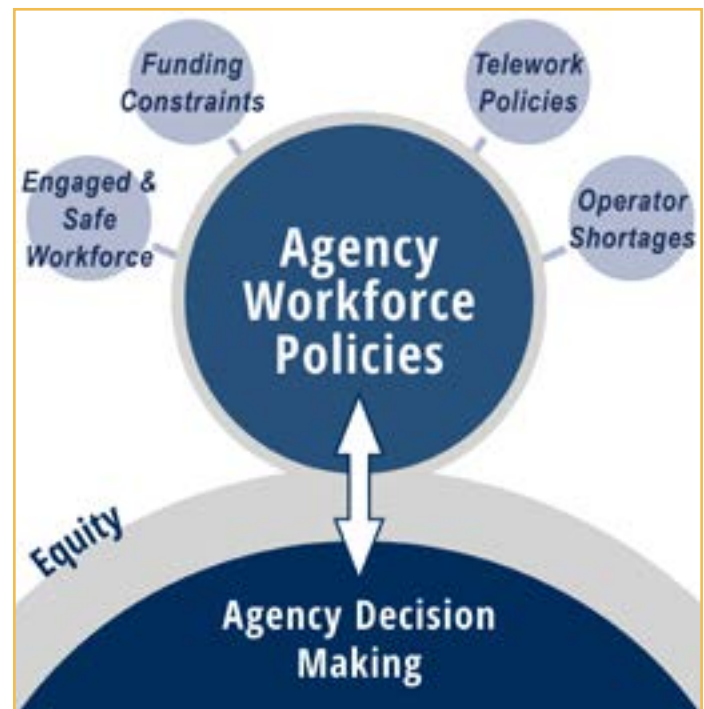 Funding
Constraints
Telework
Policies
Engaged &
Safe
Workforce
Operator
Shortages
Agency
Workforce
Policies
Equity
Agency Decision
Making